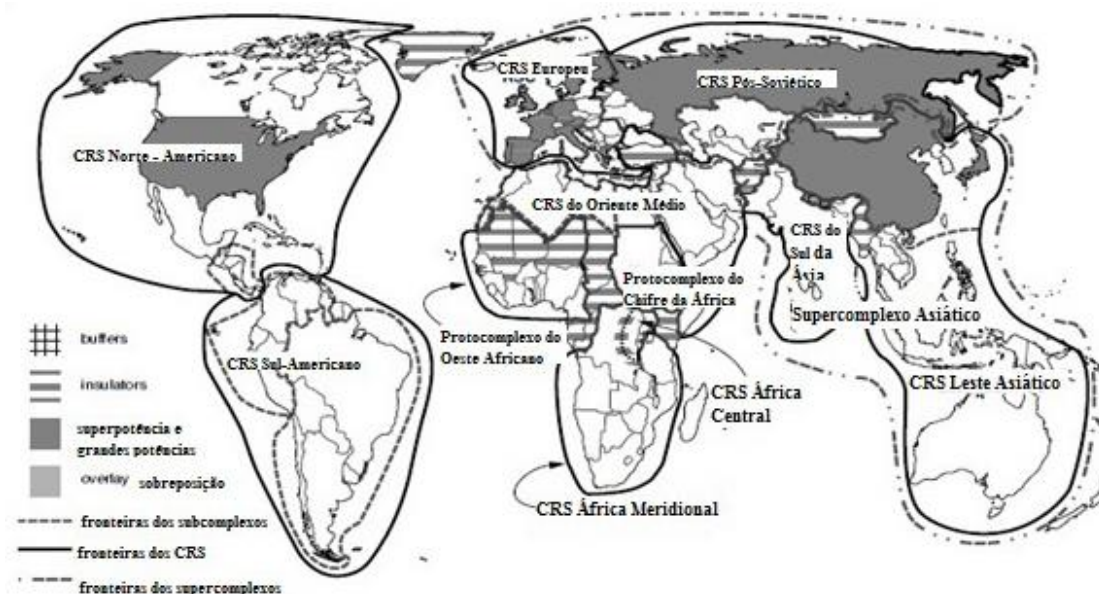 CRS Europeu
CRS Pós-Soviético
CRS Norte - Americano
CRS do Oriente Médio
CRS do
Sul da
Ásia
Protocomplexo do
Chifre da África
Supercomplexo Asiático
Protocomplexo do
Oeste Africano
CRS Sul-Americano
CRS África
Central
CRS Leste Asiático
CRS África Meridional
buffers
insulators
superpotência e
grandes potências
overlay sobreposição
fronteiras dos subcomplexos
fronteiras dos CRS
fronteiras dos supercomplexos